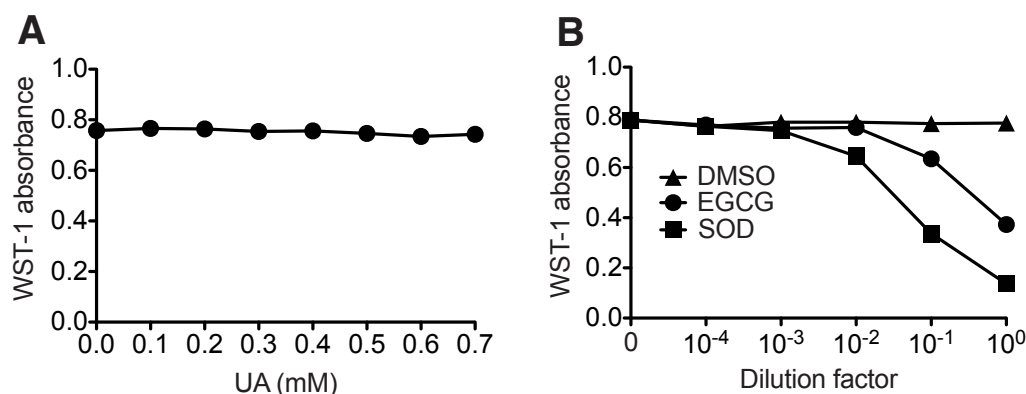 A
WST-1 absorbance
1.0
0.8
0.6
0.4
0.2
0.0
0.0 0.1 0.2 0.3 0.4 0.5 0.6 0.7
UA (mM)
B
WST-1 absorbance
1.0
0.8
0.6
0.4
0.2
0.0
DMSO
EGCG
SOD
0 10⁻⁴ 10⁻³ 10⁻² 10⁻¹ 10⁰
Dilution factor